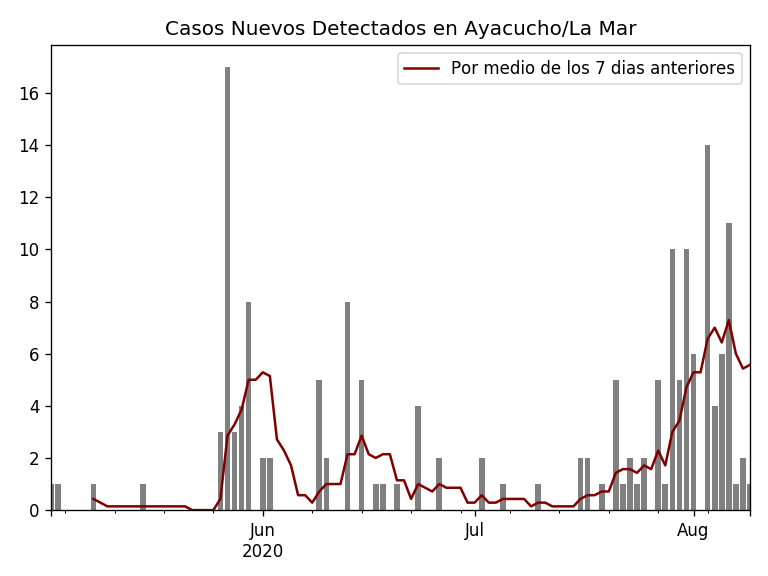 Casos Nuevos Detectados en Ayacucho/La Mar
Por medio de los 7 dias anteriores
16
14
12
10
8
6
4
2
0
Jun
2020
Jul
Aug